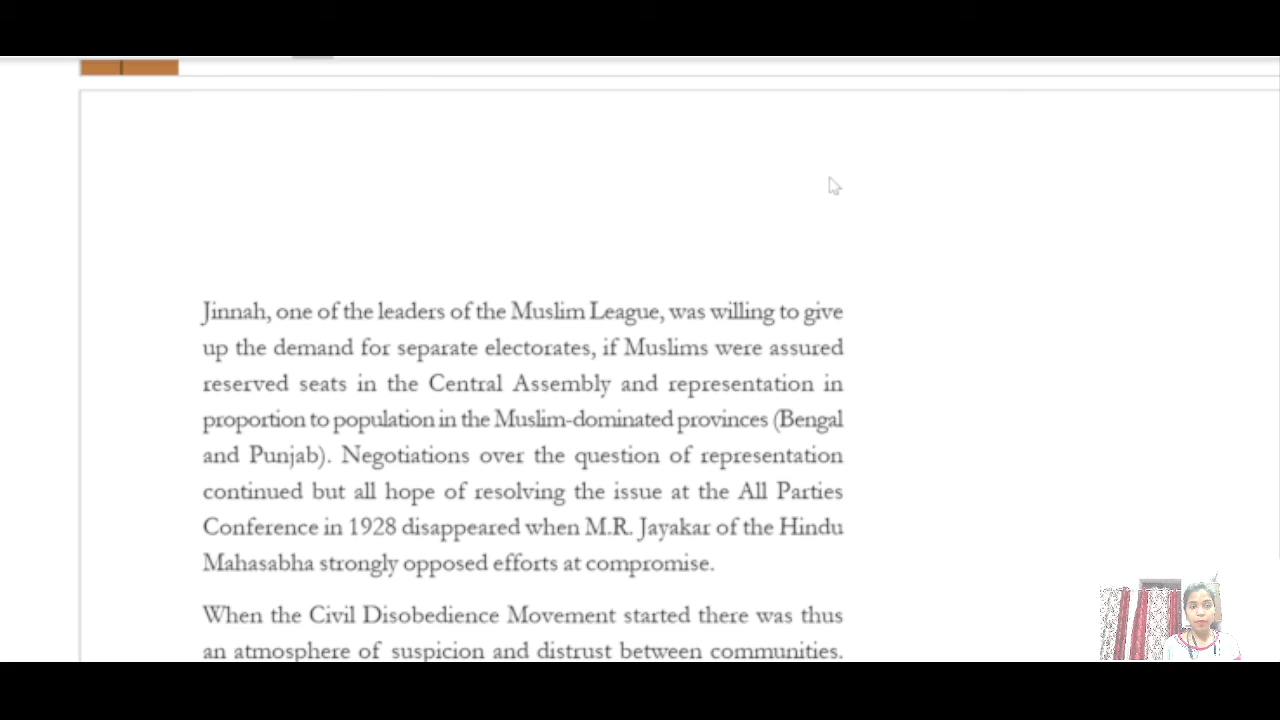 Jinnah, one of the leaders of the Muslim League, was willing to give
up the demand for separate electorates, if Muslims were assured
reserved seats in the Central Assembly and representation in
proportion to population in the Muslim-dominated provinces (Bengal
and Punjab). Negotiations over the question of representation
continued but all hope of resolving the issue at the All Parties
Conference in 1928 disappeared when M.R. Jayakar of the Hindu
Mahasabha strongly opposed efforts at compromise.
When the Civil Disobedience Movement started there was thus
an atmosphere of suspicion and distrust between communities.